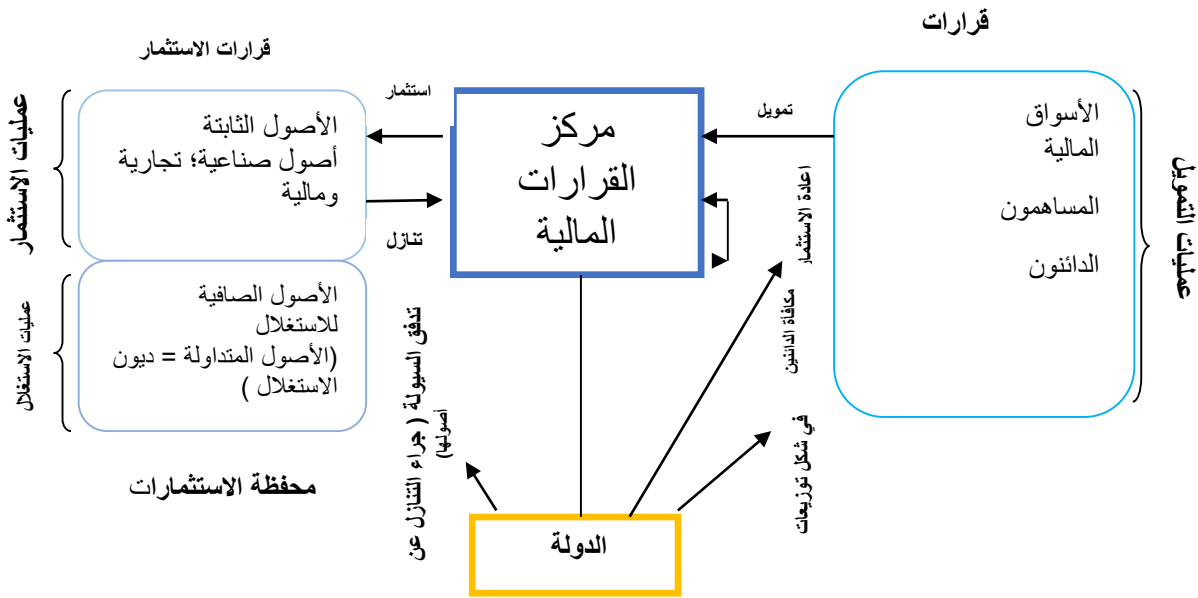 قرارات
قرارات الاستثمار
الأسواق
المالية
المساهمون
الدائنون
عمليات التمويل
تمويل
مركز
القرارات
المالية
استثمار
تنازل
الأصول الثابتة
أصول صناعية؛ تجارية
ومالية
عمليات الاستثمار
الأصول الصافية
للاستغلال
(الأصول المتداولة = ديون
الاستغلال )
عمليات الاستغلال
محفظة الاستثمارات
اعادة الاستثمار
مكافأة الدائنين
في شكل توزيعات
تدفق السيولة ( جراء التنازل عن
أصولها)
الدولة